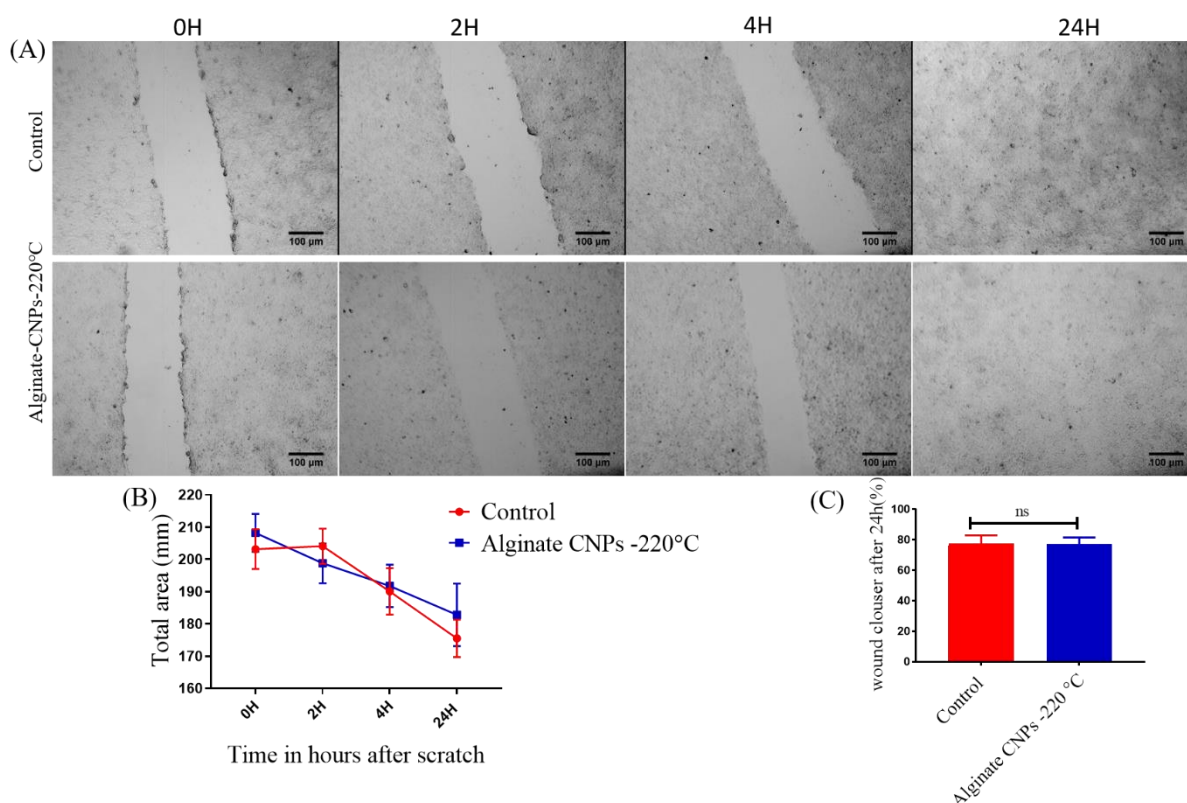 0H 2H 4H 24H
(A)
Control
100 µm 100 µm 100 µm 100 µm
Alginate-CNPs-220°C
100 µm 100 µm 100 µm 100 µm
(B)
220
210
200
190
180
170
160
Total area (mm)
Control
Alginate CNPs -220°C
0H 2H 4H 24H
Time in hours after scratch
(C)
wound clouser after 24h(%)
100
80
60
40
20
0
ns
Control
Alginate CNPs -220 °C